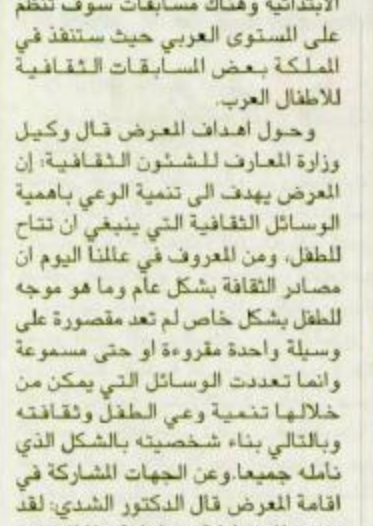 الابتدائية وهناك مسابقات سوف تنظم
على المستوى العربي حيث ستنفذ في
المملكة بعض المسابقات الثقافية
للاطفال العرب.
وحول اهداف المعرض قال وكيل
وزارة المعارف للشئون الثقافية: إن
المعرض يهدف الى تنمية الوعي باهمية
الوسائل الثقافية التي ينبغي ان تتاح
للطفل، ومن المعروف في عالمنا اليوم ان
مصادر الثقافة بشكل عام وما هو موجه
للطفل بشكل خاص لم تعد مقصورة على
وسيلة واحدة مقروءة او حتى مسموعة
وانما تعددت الوسائل التي يمكن من
خلالها تنمية وعي الطفل وثقافته
وبالتالي بناء شخصيته بالشكل الذي
نامله جميعا.وعن الجهات المشاركة في
اقامة المعرض قال الدكتور الشدي: لقد